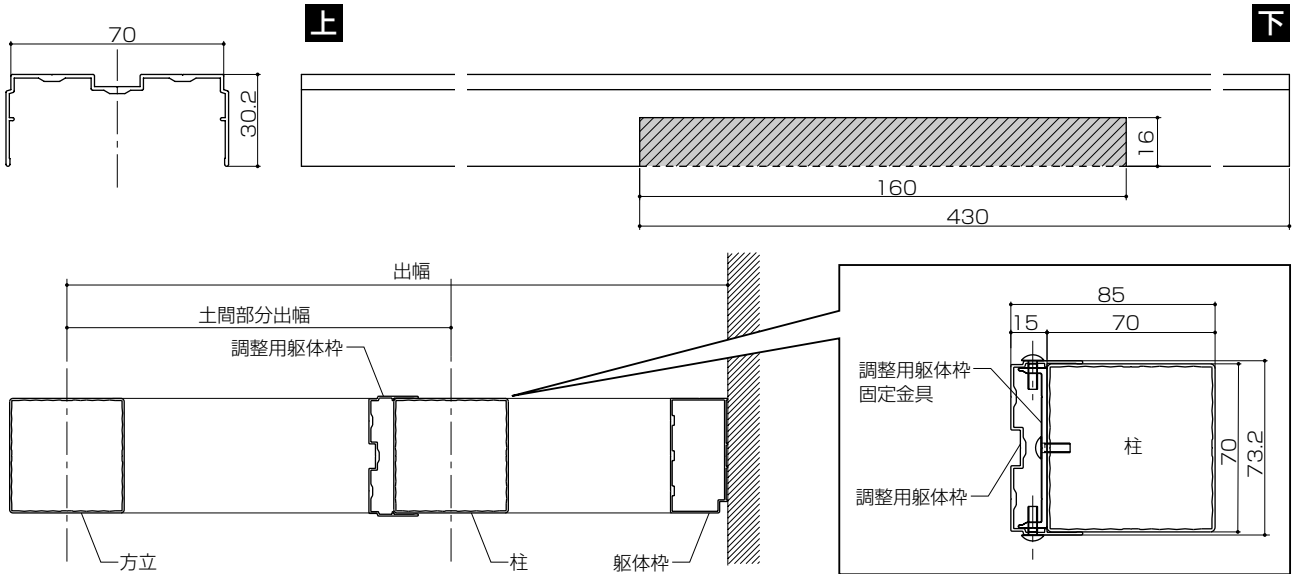 70
上
下
30.2
16
160
430
出幅
土間部分出幅
調整用躯体枠
方立
柱
躯体枠
85
15
70
調整用躯体枠
固定金具
柱
調整用躯体枠
70
73.2